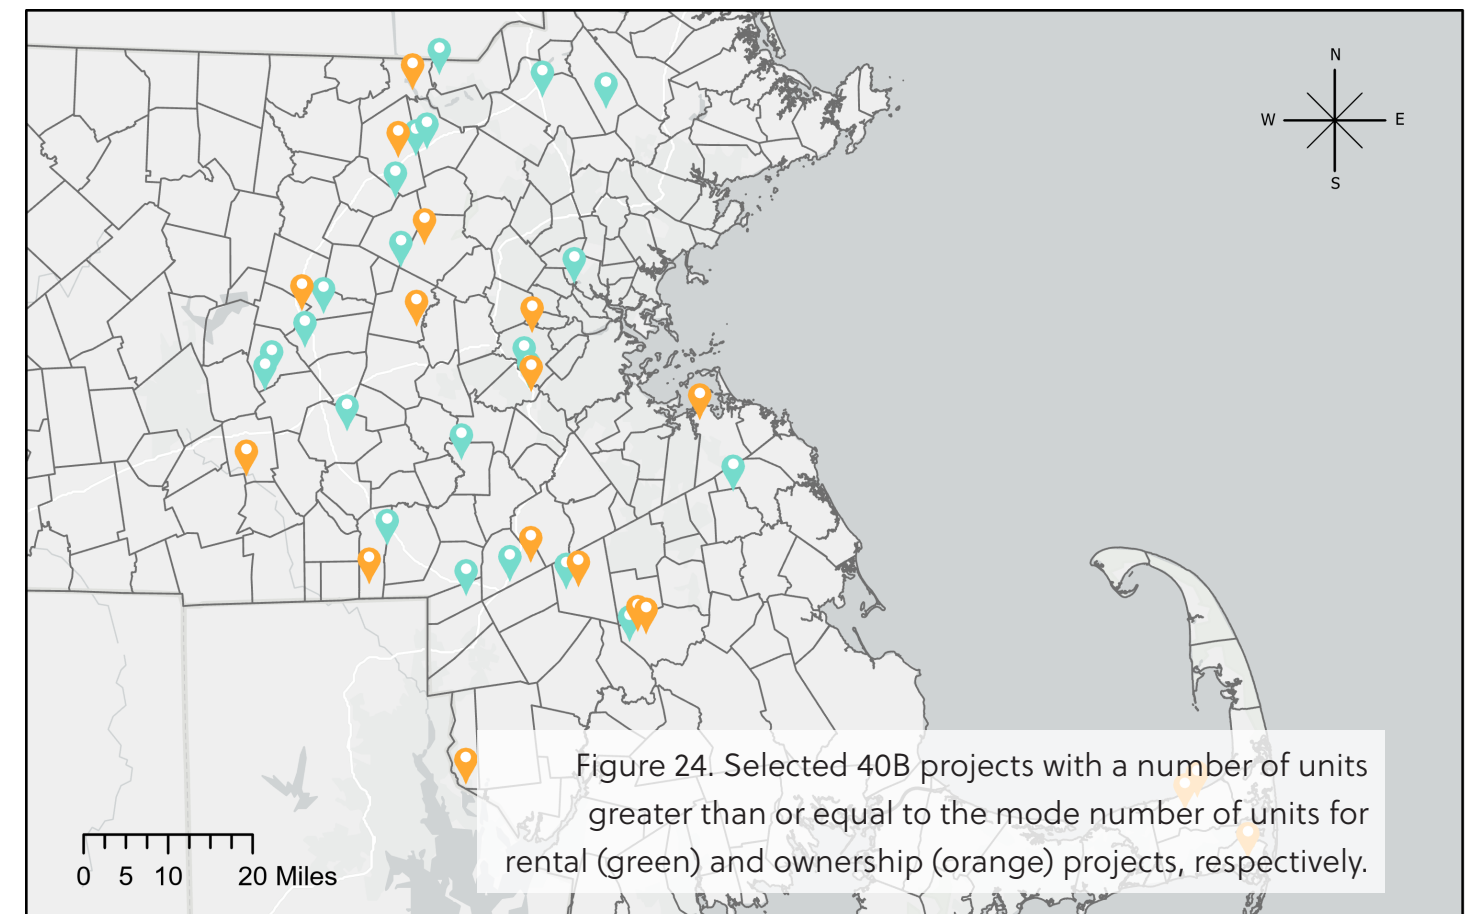 N
W E
S
Figure 24. Selected 40B projects with a number of units
greater than or equal to the mode number of units for
rental (green) and ownership (orange) projects, respectively.
0 5 10 20 Miles